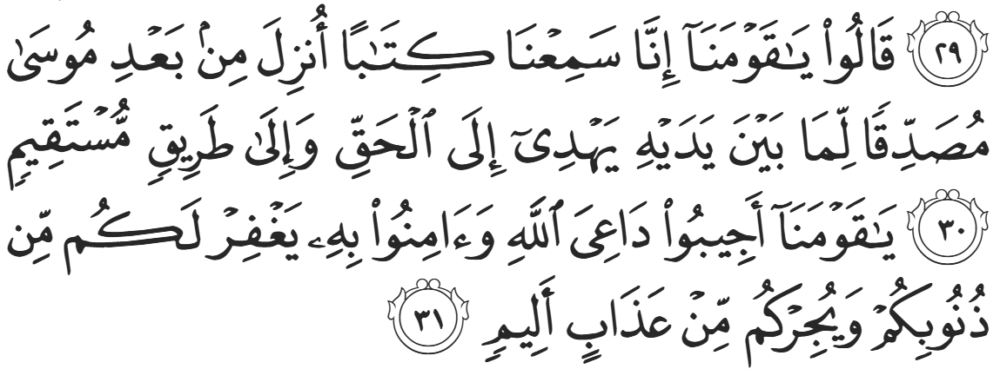 ٢٩ قَالُوا۟ يَـٰقَوْمَنَآ إِنَّا سَمِعْنَا كِتَـٰبًا أُنزِلَ مِنۢ بَعْدِ مُوسَىٰ
مُصَدِّقًا لِّمَا بَيْنَ يَدَيْهِ يَهْدِىٓ إِلَى ٱلْحَقِّ وَإِلَىٰ طَرِيقٍ مُّسْتَقِيمٍ
٣٠ يَـٰقَوْمَنَآ أَجِيبُوا۟ دَاعِىَ ٱللَّهِ وَءَامِنُوا۟ بِهِۦ يَغْفِرْ لَكُم مِّن
ذُنُوبِكُمْ وَيُجِرْكُم مِّنْ عَذَابٍ أَلِيمٍ ٣١